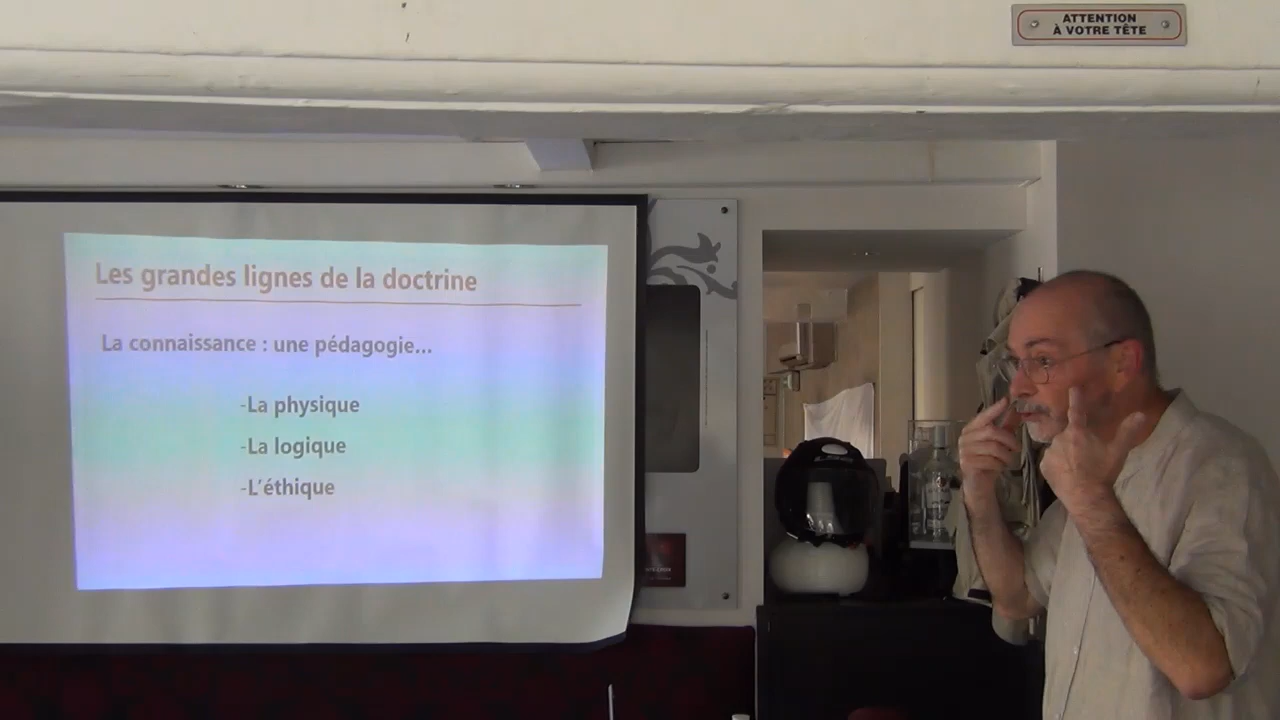 ATTENTION
À VOTRE TÊTE
Les grandes lignes de la doctrine
La connaissance : une pédagogie...
-La physique
-La logique
-L'éthique